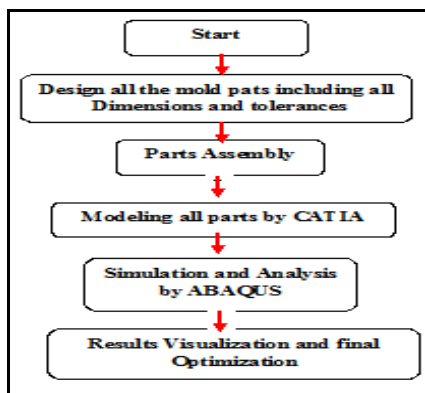 Start
Design all the mold pats including all
Dimensions and tolerances
Parts Assembly
Modeling all parts by CATIA
Simulation and Analysis
by ABAQUS
Results Visualization and final
Optimization